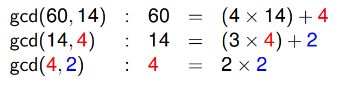 gcd(60, 14) : 60 = (4 × 14) + 4
gcd(14, 4) : 14 = (3 × 4) + 2
gcd(4, 2) : 4 = 2 × 2